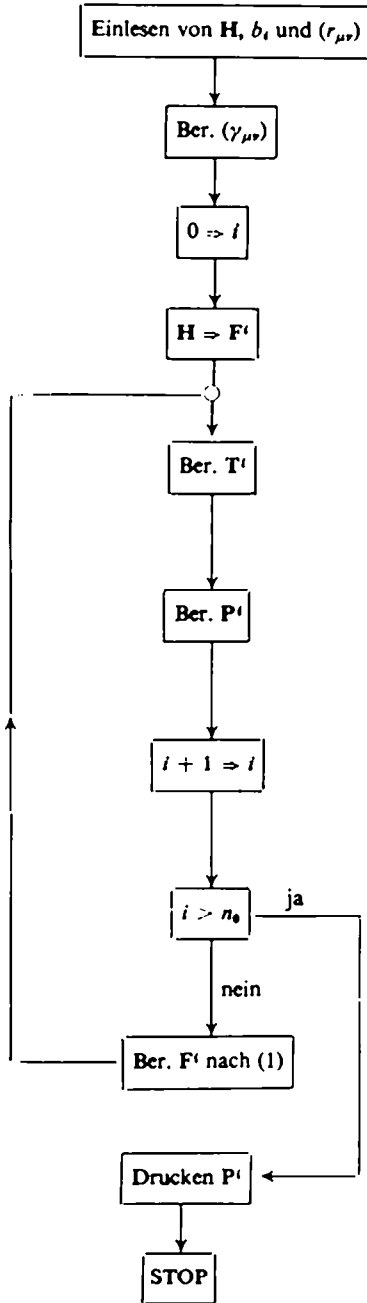 Einlesen von H, bᵢ und (r_μν)
Ber. (γ_μν)
0 ⇒ i
H ⇒ Fⁱ
Ber. Tⁱ
Ber. Pⁱ
i + 1 ⇒ i
i > n₀
ja
nein
Ber. Fⁱ nach (1)
Drucken Pⁱ
STOP